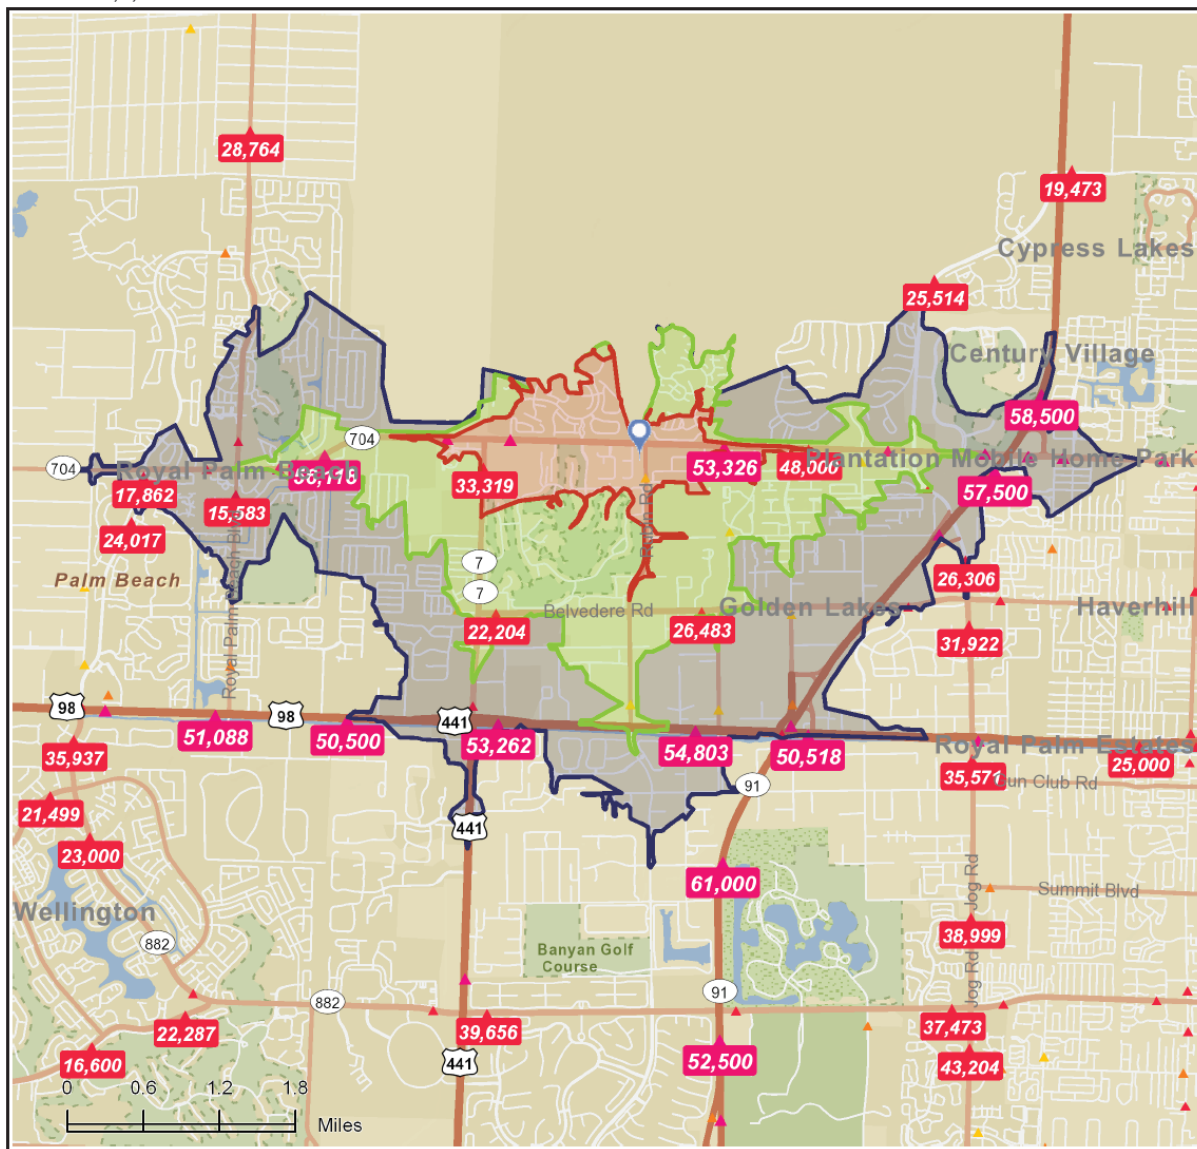 28,764
19,473
Cypress Lakes
25,514
Century Village
58,500
704
704
Royal Palm Beach
53,326
48,000
Plantation Mobile Home Park
33,319
57,500
17,862
15,583
24,017
7
26,306
Palm Beach
7
Belvedere Rd
Golden Lakes
Haverhill
22,204
26,483
31,922
Royal Palm Beach Blvd
98
98
441
51,088
50,500
53,262
54,803
50,518
Royal Palm Estates
35,937
25,000
35,571
Gun Club Rd
91
21,499
441
23,000
61,000
Summit Blvd
Jog Rd
Wellington
38,999
882
Banyan Golf
Course
Jog Rd
91
882
22,287
39,656
37,473
52,500
16,600
441
43,204
0 0.6 1.2 1.8
Miles